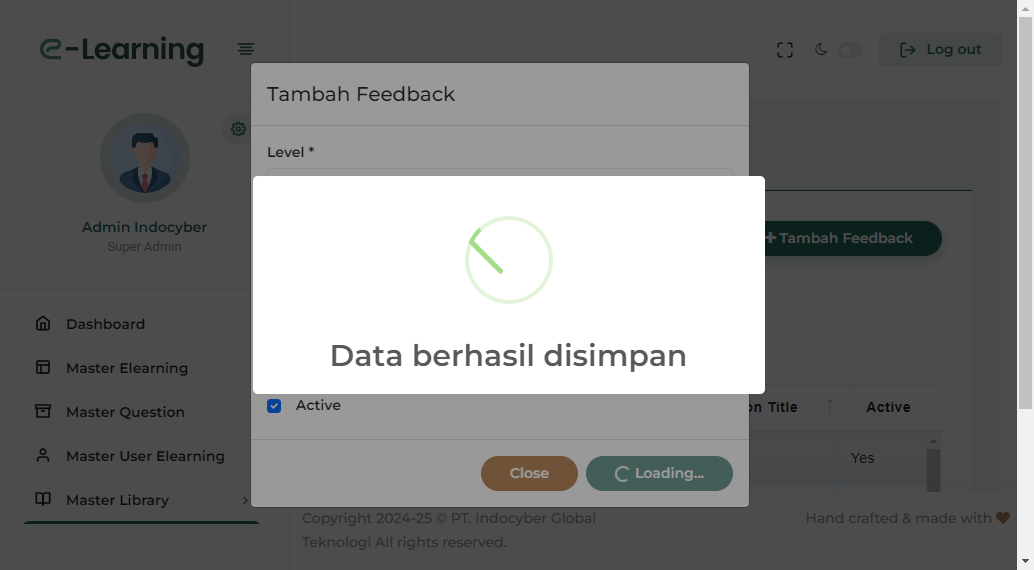 e-Learning
Log out
Tambah Feedback
Level *
Admin Indocyber
Super Admin
+ Tambah Feedback
Data berhasil disimpan
Dashboard
Master Elearning
Master Question
Master User Elearning
Master Library
Active
Title
Active
Yes
Close
Loading...
Copyright 2024-25 © PT. Indocyber Global
Teknologi All rights reserved.
Hand crafted & made with